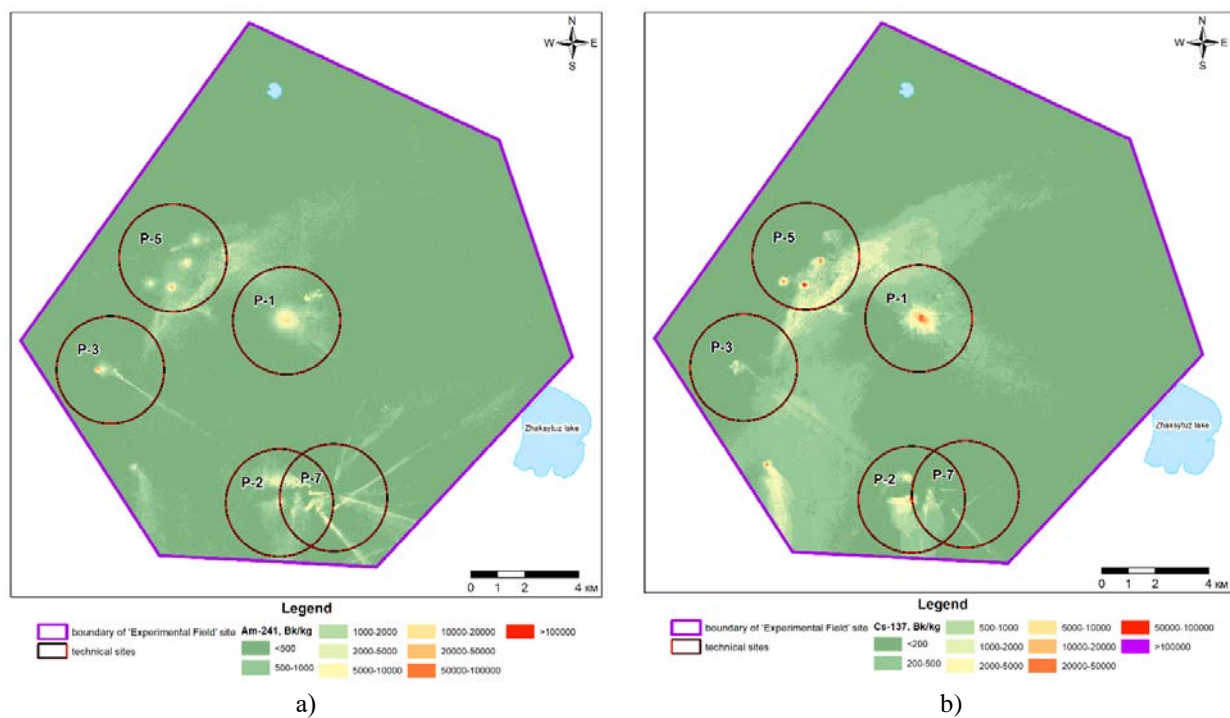 N
W E
S
P-5
P-1
P-3
P-2
P-7
Zhaksytuz lake
0 1 2 4 км
Legend
boundary of 'Experimental Field' site
technical sites
Am-241, Bk/kg
<500
500-1000
1000-2000
2000-5000
5000-10000
10000-20000
20000-50000
50000-100000
>100000
a)
N
W E
S
P-5
P-1
P-3
P-2
P-7
Zhaksytuz lake
0 1 2 4 км
Legend
boundary of 'Experimental Field' site
technical sites
Cs-137, Bk/kg
<200
200-500
500-1000
1000-2000
2000-5000
5000-10000
10000-20000
20000-50000
50000-100000
>100000
b)